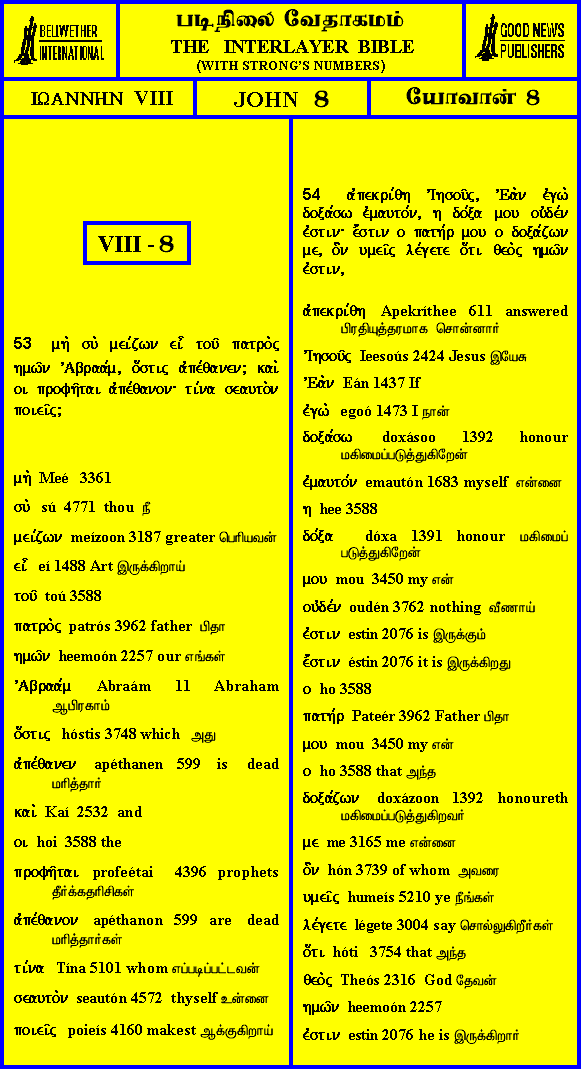 BELLWETHER
INTERNATIONAL
படிநிலை வேதாகமம்
THE INTERLAYER BIBLE
(WITH STRONG'S NUMBERS)
GOOD NEWS
PUBLISHERS
ΙΩΑΝΝΗΝ VIII
JOHN 8
யோவான் 8
VIII - 8
53 μὴ σὺ μείζων εἶ τοῦ πατρὸς
ημῶν Ἀβραάμ, ὅστις ἀπέθανεν; καὶ
οι προφῆται ἀπέθανον· τίνα σεαυτὸν
ποιεῖς;
μὴ Meé 3361
σὺ sú 4771 thou நீ
μείζων meízoon 3187 greater பெரியவன்
εἶ eí 1488 Art இருக்கிறாய்
τοῦ toú 3588
πατρὸς patrós 3962 father பிதா
ημῶν heemoón 2257 our எங்கள்
Ἀβραάμ Abraám 11 Abraham
ஆபிரகாம்
ὅστις hóstis 3748 which அது
ἀπέθανεν apéthanen 599 is dead
மரித்தார்
καὶ Kaí 2532 and
οι hoi 3588 the
προφῆται profeétai 4396 prophets
தீர்க்கதரிசிகள்
ἀπέθανον apéthanon 599 are dead
மரித்தார்கள்
τίνα Tína 5101 whom எப்படிப்பட்டவன்
σεαυτὸν seautón 4572 thyself உன்னை
ποιεῖς poieís 4160 makest ஆக்குகிறாய்
54 ἀπεκρίθη Ἰησοῦς, Ἐὰν ἐγὼ
δοξάσω ἐμαυτόν, η δόξα μου οὐδέν
ἐστιν· ἔστιν ο πατήρ μου ο δοξάζων
με, ὃν υμεῖς λέγετε ὅτι θεὸς ημῶν
ἐστιν,
ἀπεκρίθη Apekríthee 611 answered
பிரதியுத்தரமாக சொன்னார்
Ἰησοῦς Ieesoús 2424 Jesus இயேசு
Ἐὰν Eán 1437 If
ἐγὼ egoó 1473 I நான்
δοξάσω doxásoo 1392 honour
மகிமைப்படுத்துகிறேன்
ἐμαυτόν emautón 1683 myself என்னை
η hee 3588
δόξα dóxa 1391 honour மகிமைப்
படுத்துகிறேன்
μου mou 3450 my என்
οὐδέν oudén 3762 nothing வீணாய்
ἐστιν estin 2076 is இருக்கும்
ἔστιν éstin 2076 it is இருக்கிறது
ο ho 3588
πατήρ Pateér 3962 Father பிதா
μου mou 3450 my என்
ο ho 3588 that அந்த
δοξάζων doxázoon 1392 honoureth
மகிமைப்படுத்துகிறவர்
με me 3165 me என்னை
ὃν hón 3739 of whom அவரை
υμεῖς humeís 5210 ye நீங்கள்
λέγετε légete 3004 say சொல்லுகிறீர்கள்
ὅτι hóti 3754 that அந்த
θεὸς Theós 2316 God தேவன்
ημῶν heemoón 2257
ἐστιν estin 2076 he is இருக்கிறார்